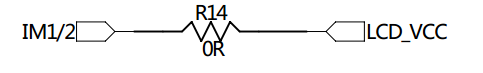 R14
IM1/2
LCD_VCC
0R